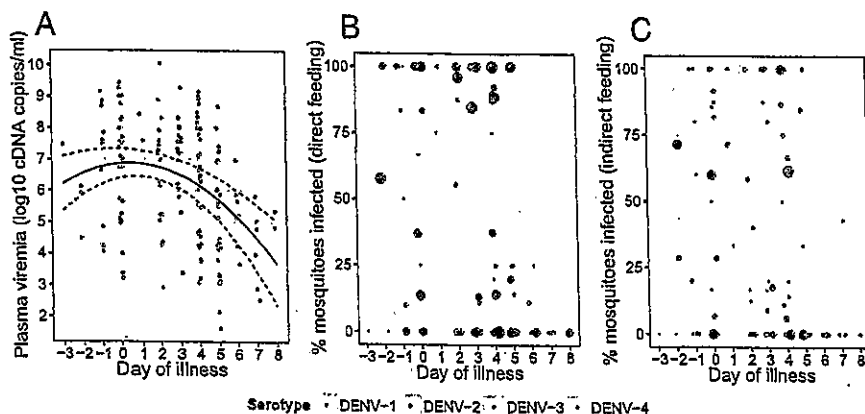 A
B
C
Plasma viremia (log10 cDNA copies/ml)
10
9
8
7
6
5
4
3
2
-3 -2 -1 0 1 2 3 4 5 6 7 8
Day of illness
% mosquitoes infected (direct feeding)
100
75
50
25
0
-3 -2 -1 0 1 2 3 4 5 6 7 8
Day of illness
% mosquitoes infected (indirect feeding)
100
75
50
25
0
-3 -2 -1 0 1 2 3 4 5 6 7 8
Day of illness
Serotype DENV-1 DENV-2 DENV-3 DENV-4